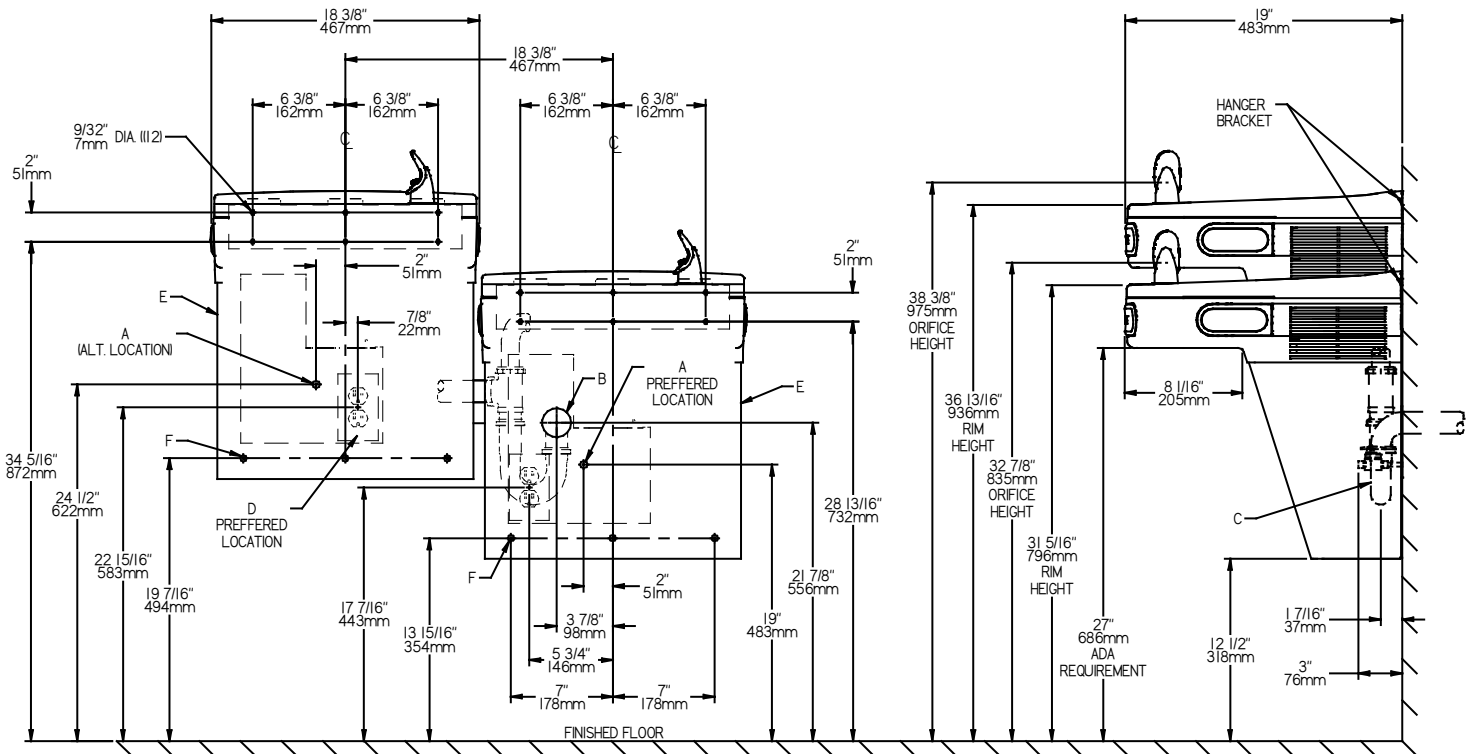 18 3/8"
467mm
18 3/8"
467mm
19"
483mm
6 3/8"
162mm
6 3/8"
162mm
6 3/8"
162mm
6 3/8"
162mm
HANGER
BRACKET
9/32" DIA. (112)
7mm
C
C
2"
51mm
2"
51mm
2"
51mm
E
7/8"
22mm
A
(ALT. LOCATION)
B
A
PREFFERED
LOCATION
E
38 3/8"
975mm
ORIFICE
HEIGHT
8 1/16"
205mm
36 13/16"
936mm
RIM
HEIGHT
F
34 5/16"
872mm
24 1/2"
622mm
D
PREFFERED
LOCATION
32 7/8"
835mm
ORIFICE
HEIGHT
28 13/16"
732mm
C
22 15/16"
583mm
31 5/16"
796mm
RIM
HEIGHT
F
19 7/16"
494mm
17 7/16"
443mm
2"
51mm
21 7/8"
556mm
13 15/16"
354mm
3 7/8"
98mm
19"
483mm
27"
686mm
ADA
REQUIREMENT
12 1/2"
318mm
1 7/16"
37mm
5 3/4"
146mm
3"
76mm
7"
178mm
7"
178mm
FINISHED FLOOR